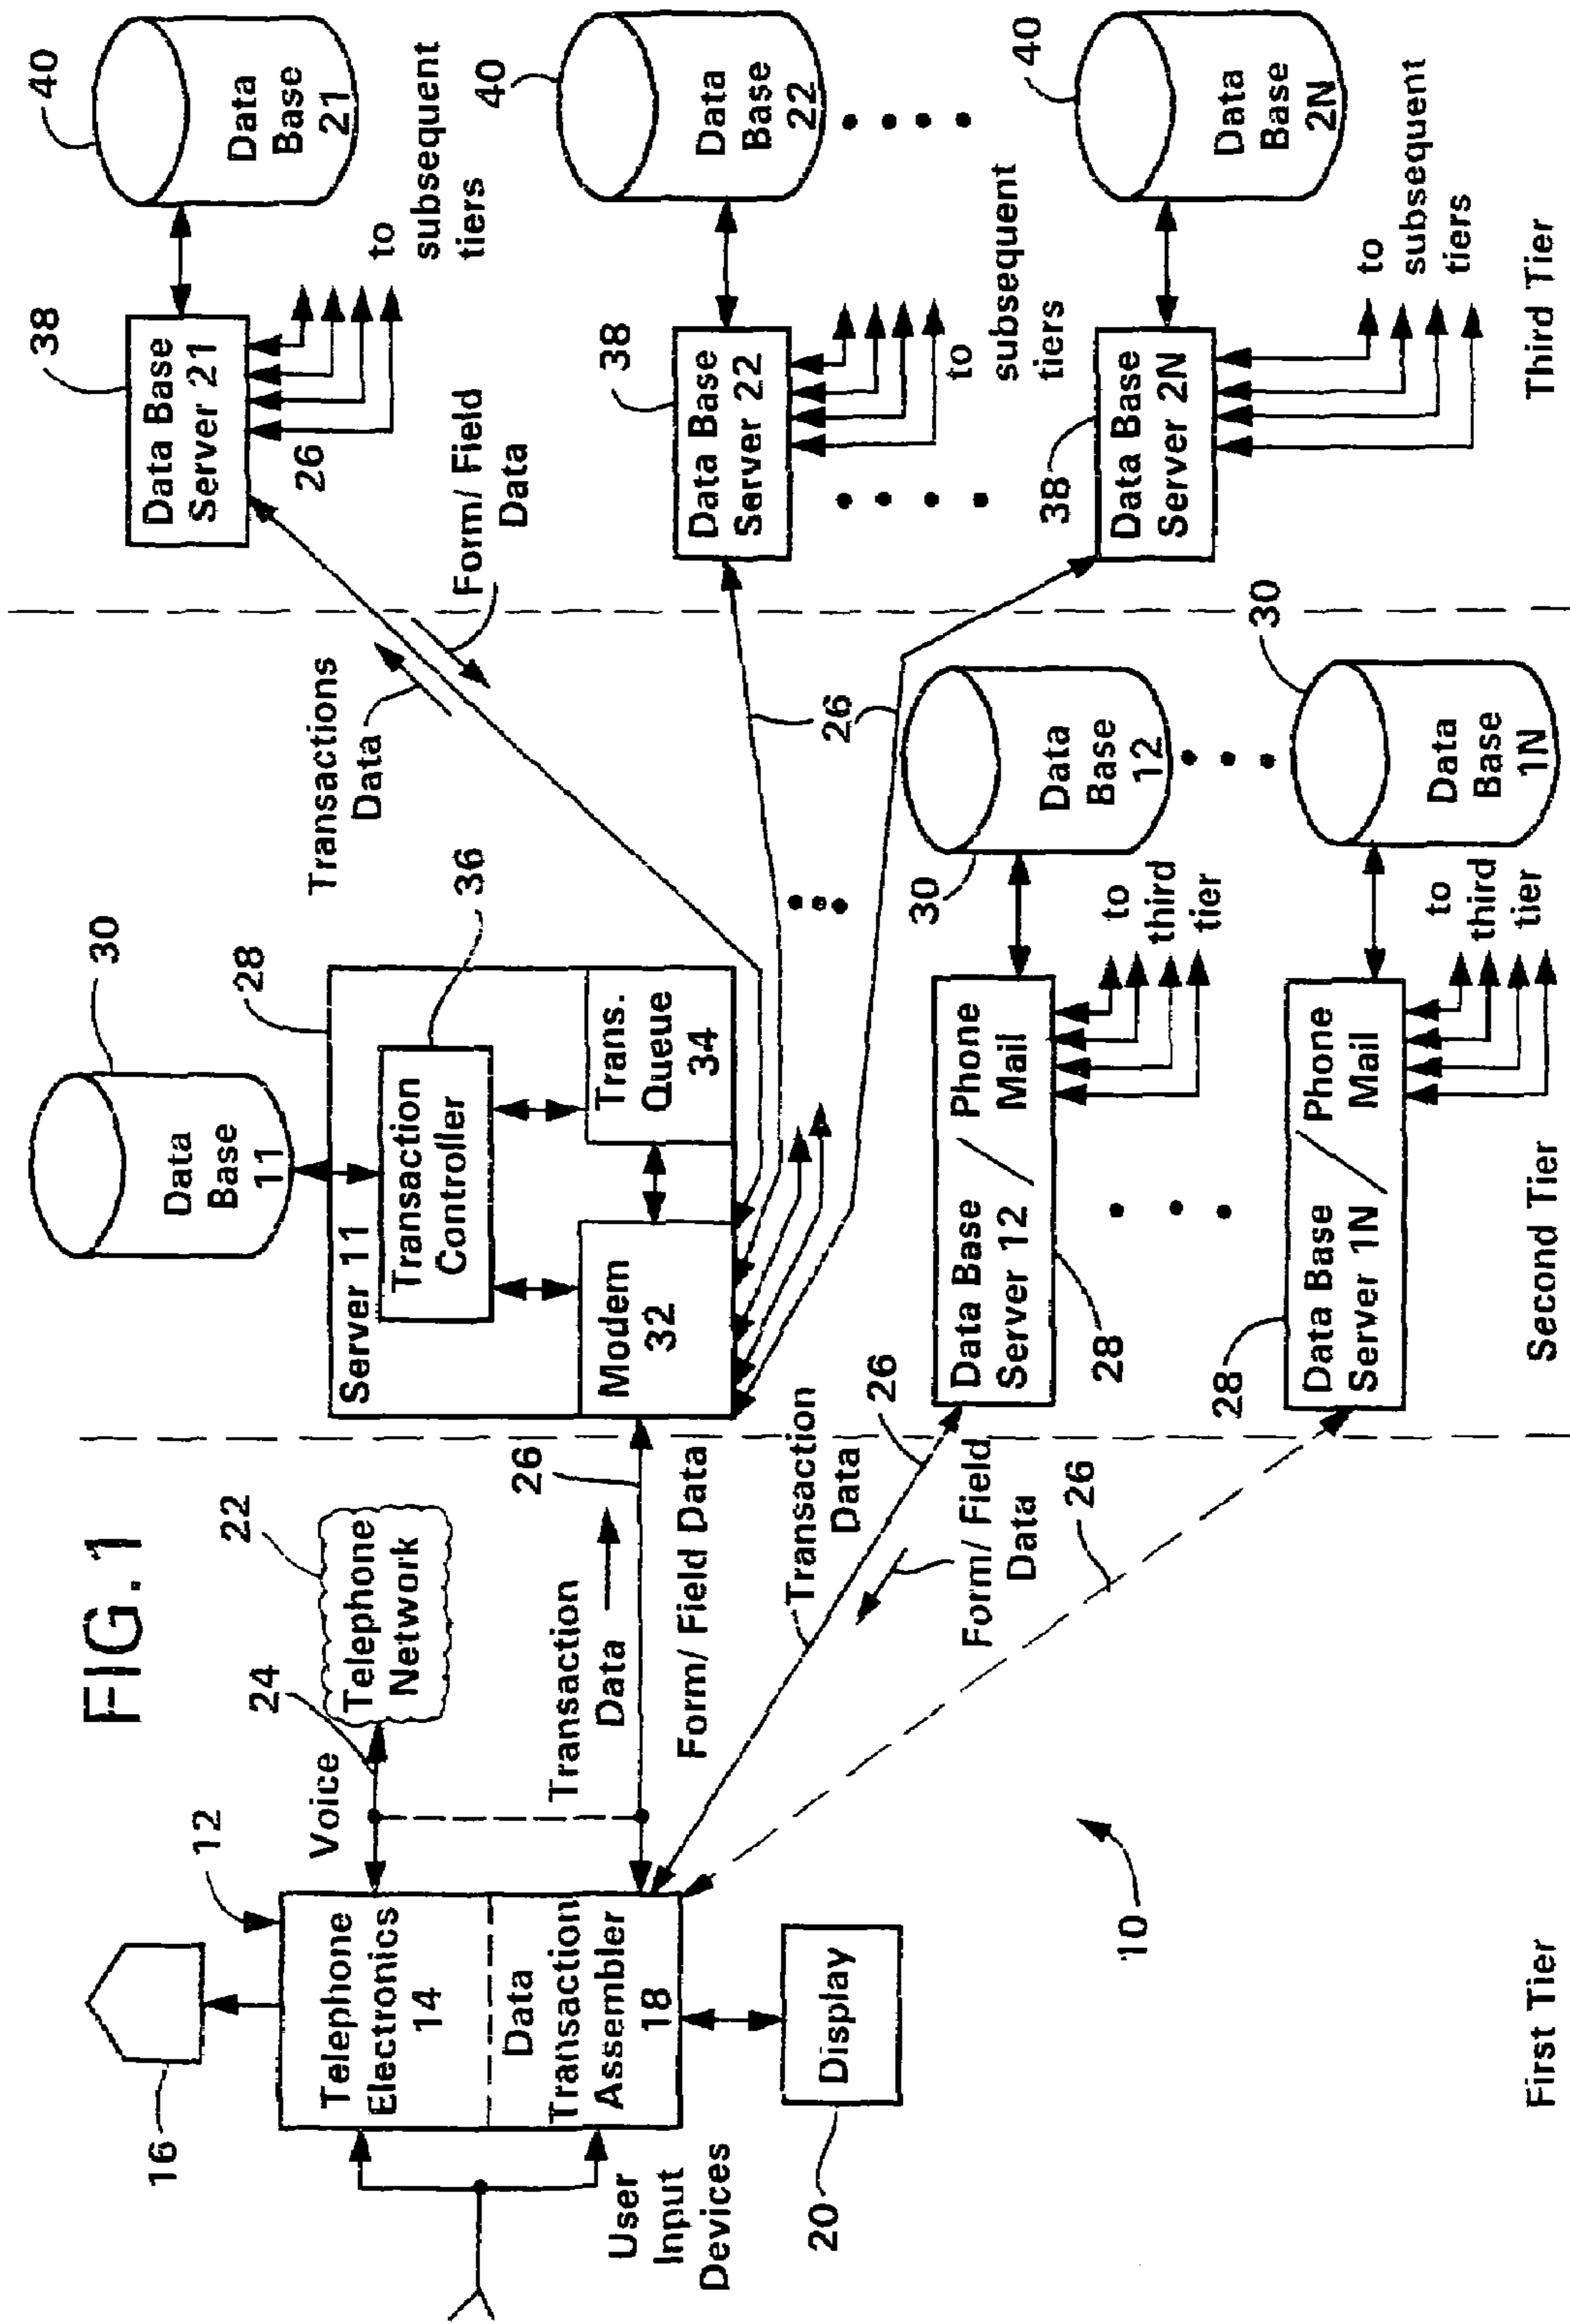 FIG. 1
16
12
Telephone
Electronics
14
Data
Transaction
Assembler
18
User
Input
Devices
20
Display
Voice
24
22
Telephone
Network
Transaction
Data
26
Form/ Field Data
Transaction
Data
26
Form/ Field
Data
26
10
First Tier
30
Data
Base
11
28
Server 11
36
Transaction
Controller
Modem
32
Trans.
Queue
34
Transactions
Data
Form/ Field
Data
26
30
Data Base
Server 12
/
Phone
Mail
28
to
third
tier
Data
Base
12
28
Data Base
Server 1N
/
Phone
Mail
to
third
tier
30
Data
Base
1N
Second Tier
38
Data Base
Server 21
26
to
subsequent
tiers
40
Data
Base
21
38
Data Base
Server 22
to
subsequent
tiers
40
Data
Base
22
38
Data Base
Server 2N
to
subsequent
tiers
40
Data
Base
2N
Third Tier